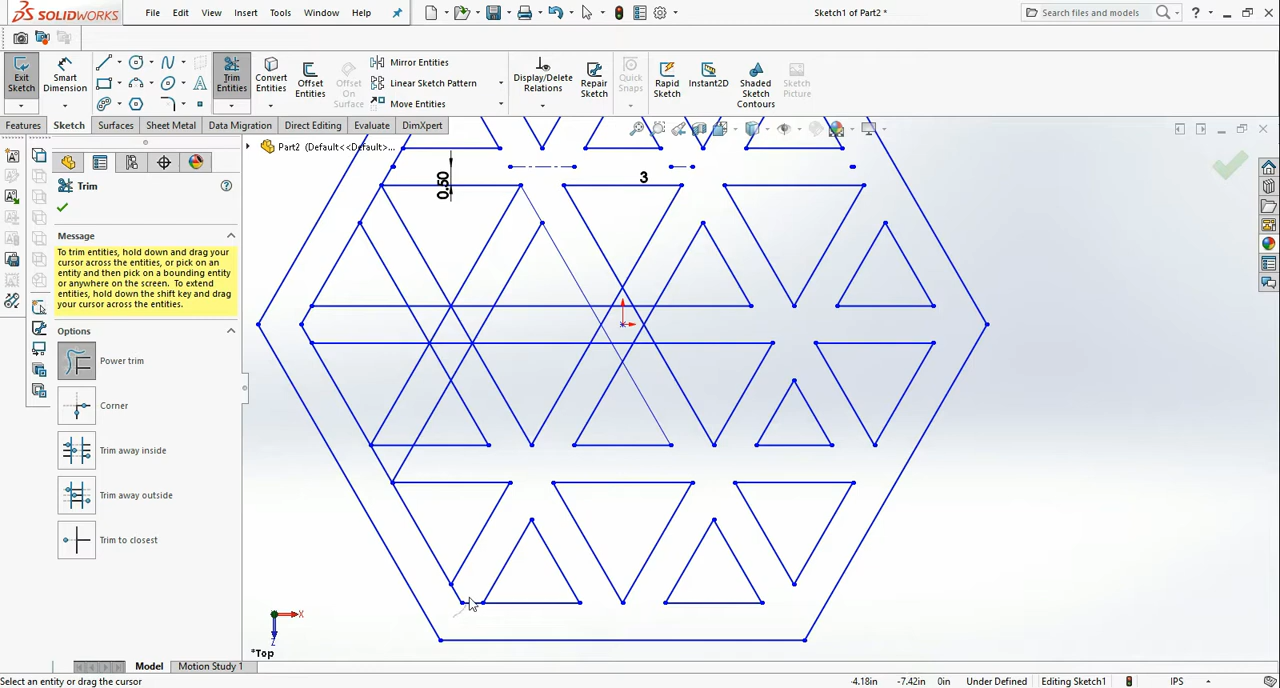 SOLIDWORKS File Edit View Insert Tools Window Help Sketch1 of Part2 * Search files and models ?
Exit Sketch
Smart Dimension
Trim Entities
Convert Entities
Offset Entities
Offset On Surface
Mirror Entities
Linear Sketch Pattern
Move Entities
Display/Delete Relations
Repair Sketch
Quick Snaps
Rapid Sketch
Instant2D
Shaded Sketch Contours
Sketch Picture
Features Sketch Surfaces Sheet Metal Data Migration Direct Editing Evaluate DimXpert
Part2 (Default<<Default>...
Trim
Message
To trim entities, hold down and drag your
cursor across the entities, or pick on an
entity and then pick on a bounding entity
or anywhere on the screen. To extend
entities, hold down the shift key and drag
your cursor across the entities.
Options
Power trim
Corner
Trim away inside
Trim away outside
Trim to closest
0.50
3
X
Z
*Top
Model Motion Study 1
Select an entity or drag the cursor -4.18in -7.42in 0in Under Defined Editing Sketch1 IPS